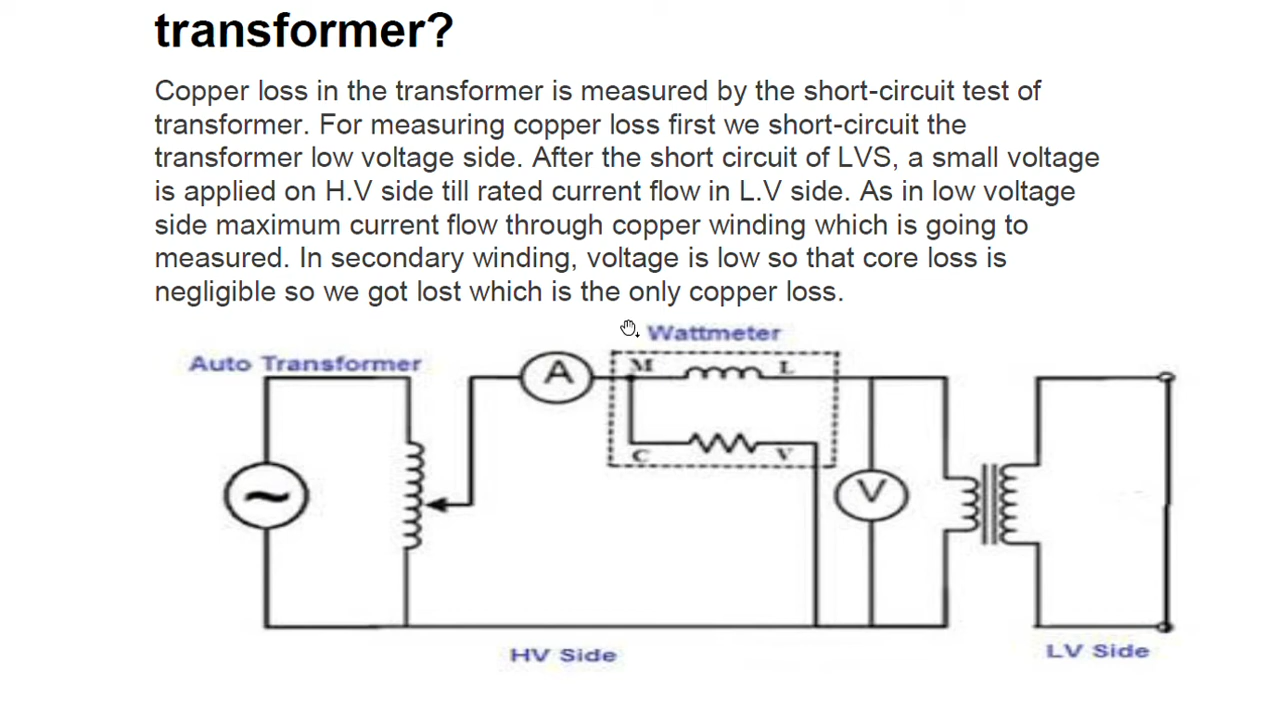 transformer?
Copper loss in the transformer is measured by the short-circuit test of
transformer. For measuring copper loss first we short-circuit the
transformer low voltage side. After the short circuit of LVS, a small voltage
is applied on H.V side till rated current flow in L.V side. As in low voltage
side maximum current flow through copper winding which is going to
measured. In secondary winding, voltage is low so that core loss is
negligible so we got lost which is the only copper loss.
Wattmeter
Auto Transformer
A
M
L
C
V
V
HV Side
LV Side